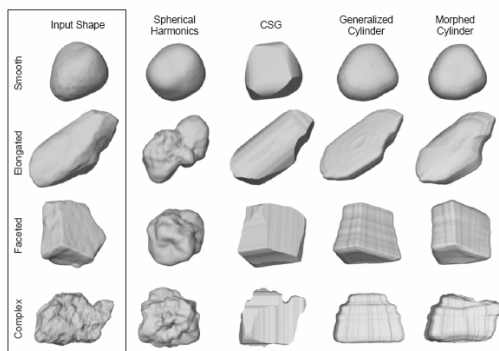 Input Shape
Spherical
Harmonics
CSG
Generalized
Cylinder
Morphed
Cylinder
Smooth
Elongated
Faceted
Complex